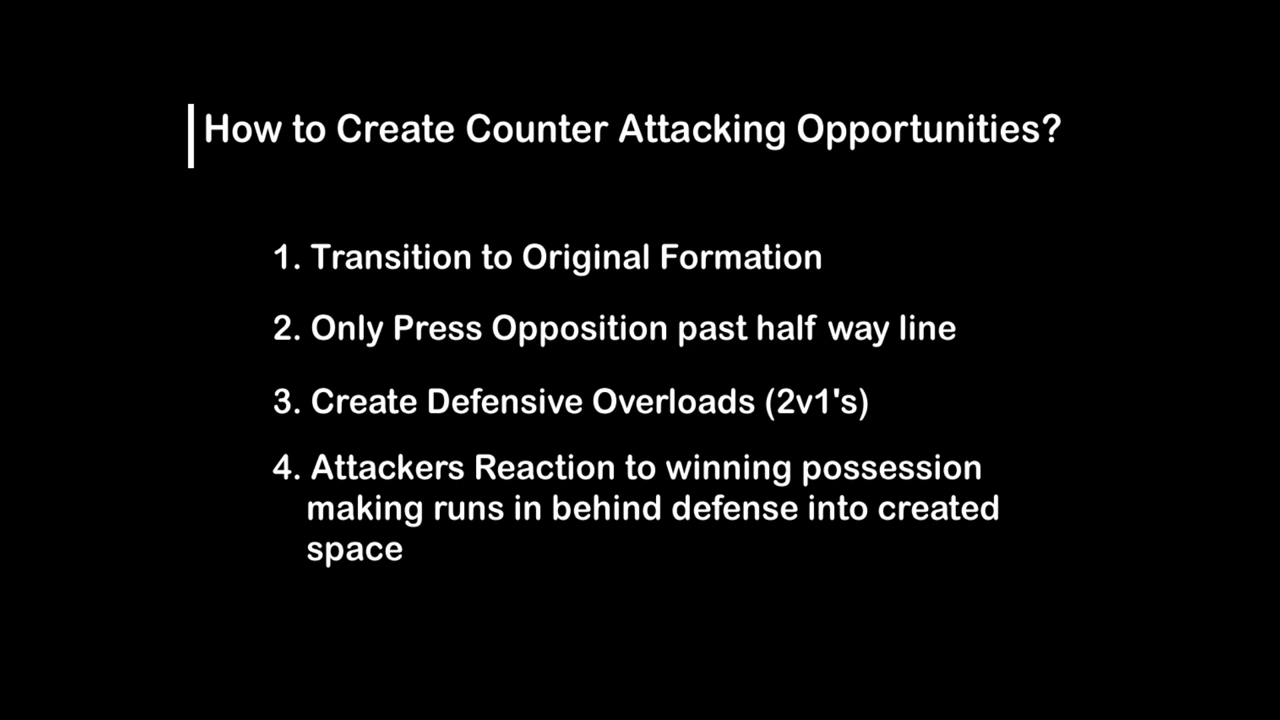 How to Create Counter Attacking Opportunities?
1. Transition to Original Formation
2. Only Press Opposition past half way line
3. Create Defensive Overloads (2v1's)
4. Attackers Reaction to winning possession
making runs in behind defense into created
space